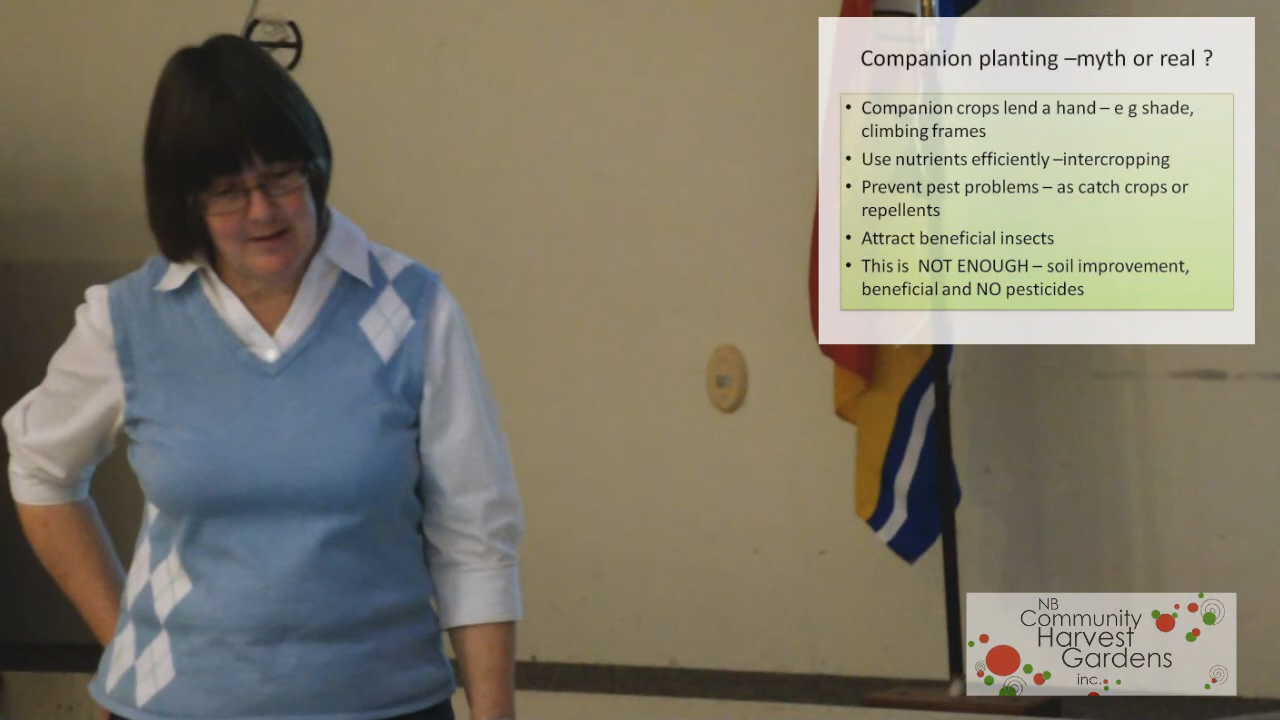 Companion planting –myth or real ?
• Companion crops lend a hand – e g shade,
climbing frames
• Use nutrients efficiently –intercropping
• Prevent pest problems – as catch crops or
repellents
• Attract beneficial insects
• This is  NOT ENOUGH – soil improvement,
beneficial and NO pesticides
NB
Community
Harvest
Gardens
inc.